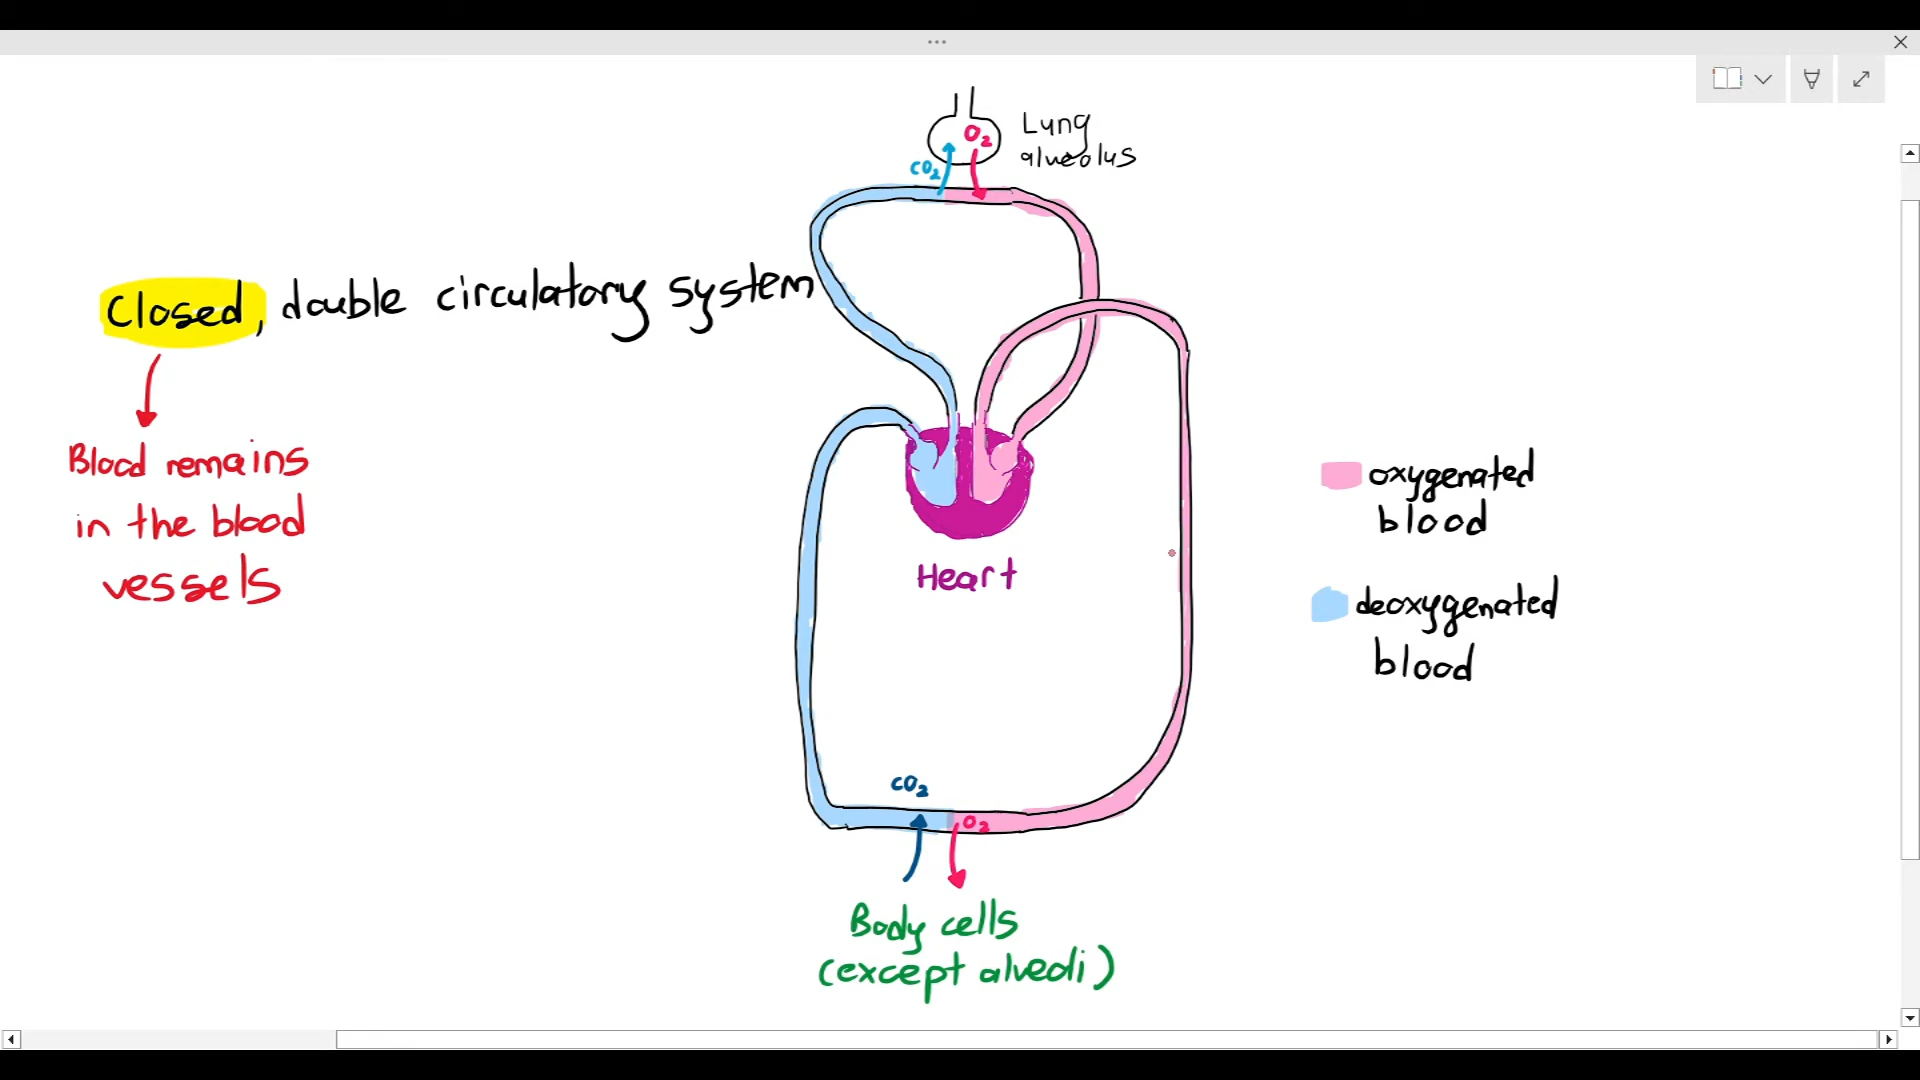 Lung
alveolus
O₂
CO₂
Closed, double circulatory system
Blood remains
in the blood
vessels
Heart
oxygenated
blood
deoxygenated
blood
CO₂
O₂
Body cells
(except alveoli)